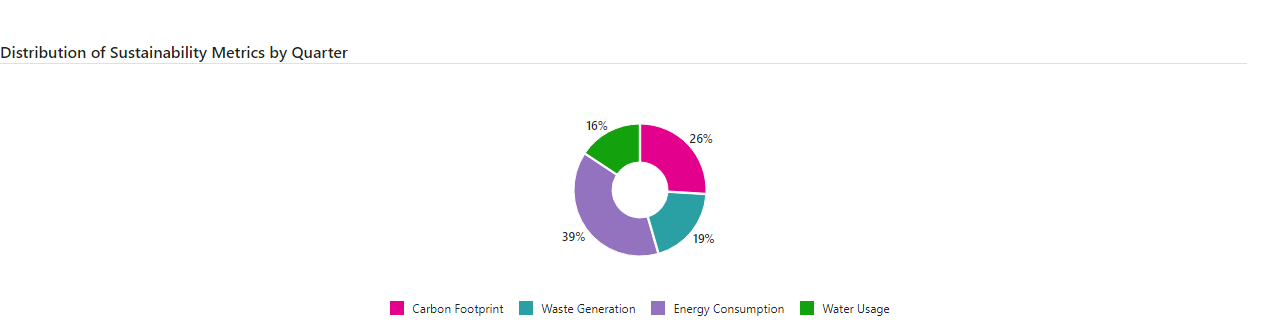 Distribution of Sustainability Metrics by Quarter
16%
26%
39%
19%
Carbon Footprint Waste Generation Energy Consumption Water Usage